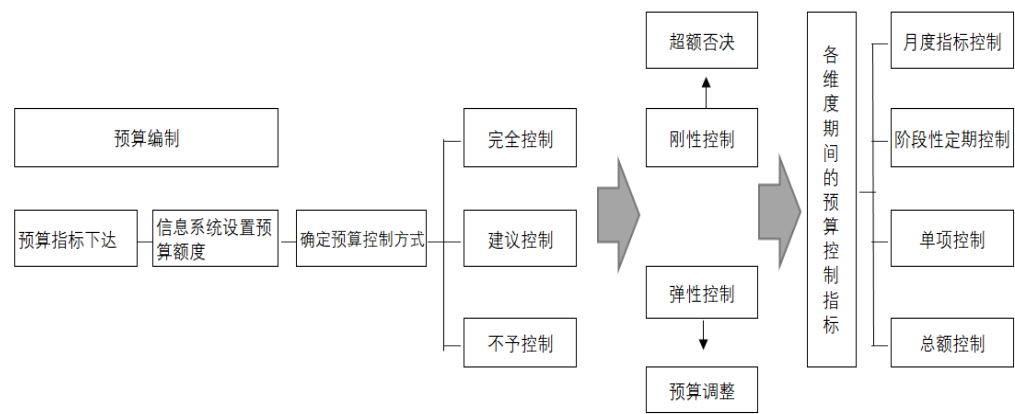 预算编制
预算指标下达
信息系统设置预
算额度
确定预算控制方式
完全控制
建议控制
不予控制
超额否决
刚性控制
弹性控制
预算调整
各
维
度
期
间
的
预
算
控
制
指
标
月度指标控制
阶段性定期控制
单项控制
总额控制